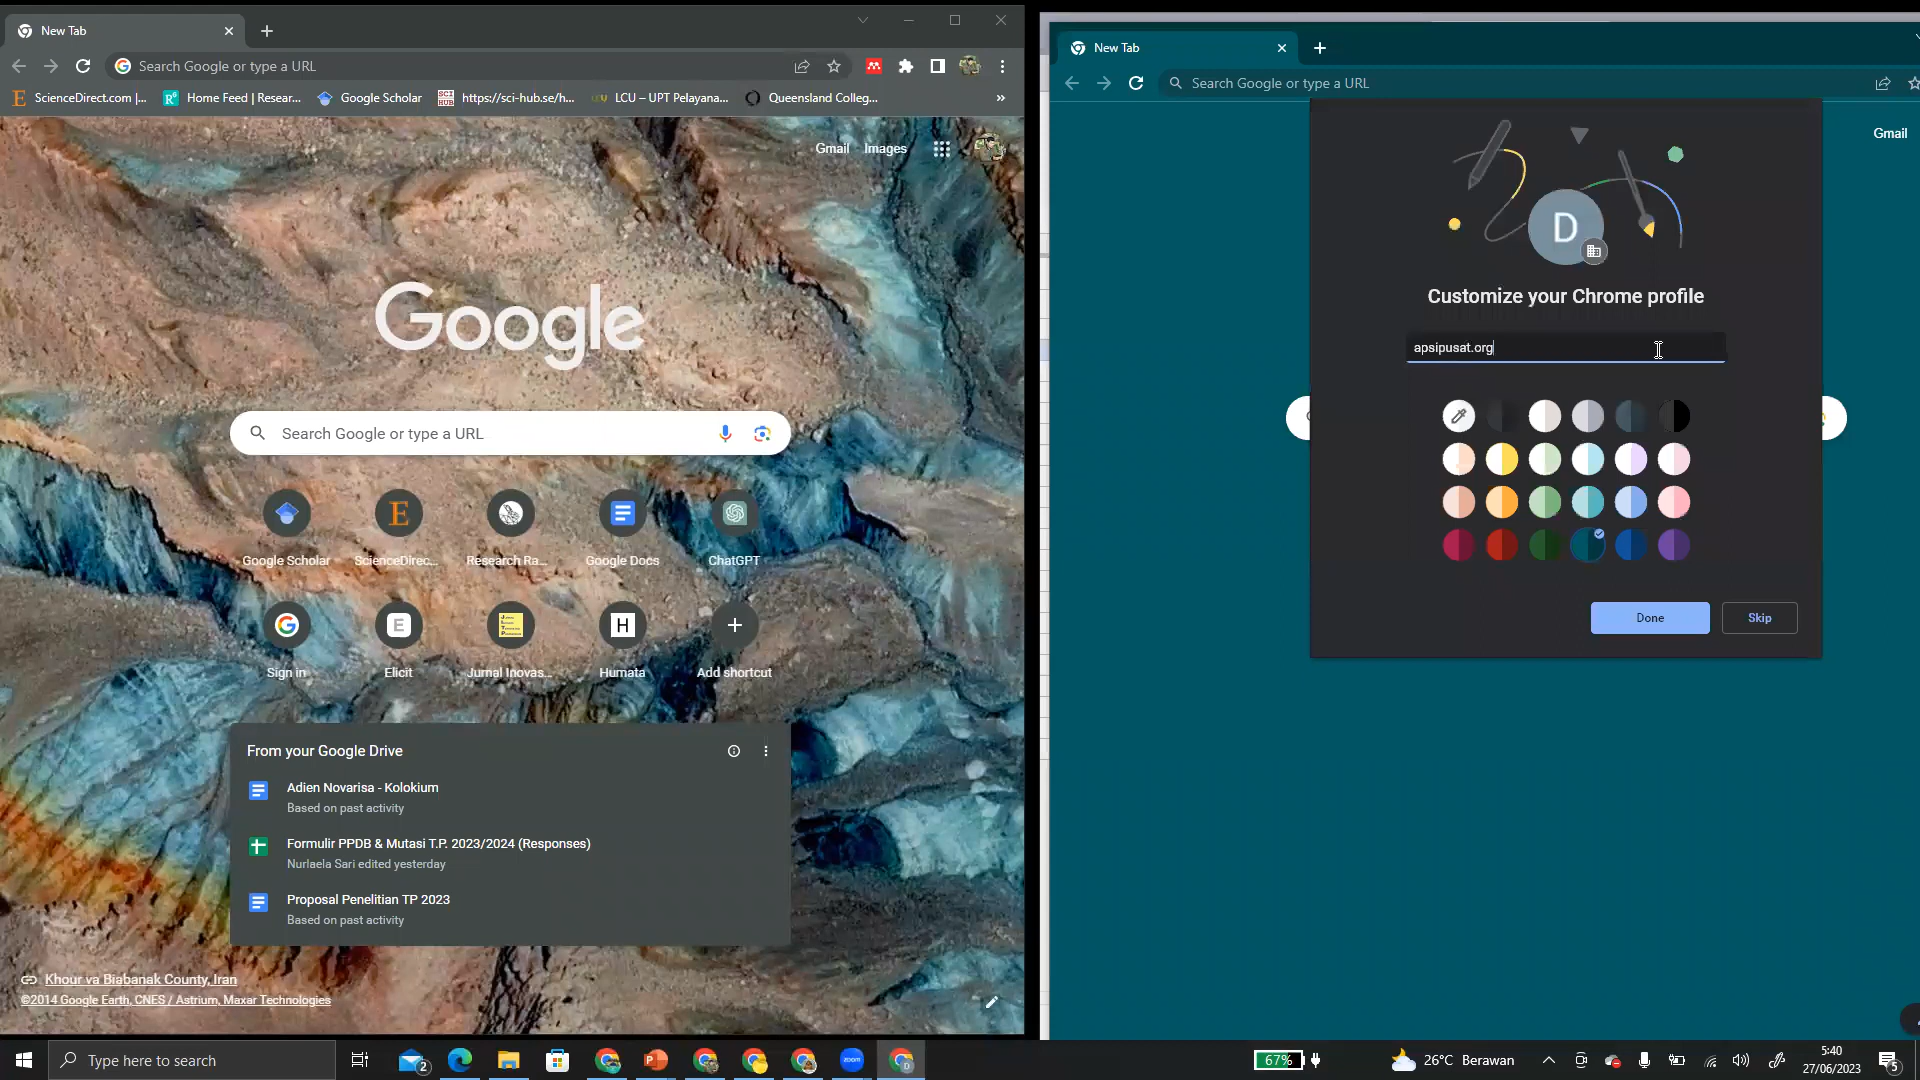 New Tab
Search Google or type a URL
ScienceDirect.com |...
Home Feed | Resear...
Google Scholar
SCI HUB
https://sci-hub.se/h...
LCU – UPT Pelayana...
Queensland Colleg...
»
Gmail
Images
Google
Search Google or type a URL
Google Scholar
ScienceDirec...
Research Ra...
Google Docs
ChatGPT
Sign in
Elicit
Jurnal Inovas...
Humata
Add shortcut
From your Google Drive
Adien Novarisa - Kolokium
Based on past activity
Formulir PPDB & Mutasi T.P. 2023/2024 (Responses)
Nurlaela Sari edited yesterday
Proposal Penelitian TP 2023
Based on past activity
Khour va Biabanak County, Iran
©2014 Google Earth, CNES / Astrium, Maxar Technologies
New Tab
Search Google or type a URL
Gmail
D
Customize your Chrome profile
apsipusat.org
Done
Skip
Type here to search
2
zoom
67%
26°C Berawan
5:40
27/06/2023
5